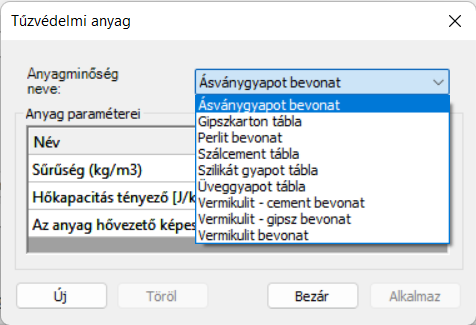 Tűzvédelmi anyag
Anyagminőség
neve:
Ásványgyapot bevonat
Ásványgyapot bevonat
Gipszkarton tábla
Perlit bevonat
Szálcement tábla
Szilikát gyapot tábla
Üveggyapot tábla
Vermikulit - cement bevonat
Vermikulit - gipsz bevonat
Vermikulit bevonat
Anyag paraméterei
Név
Sűrűség (kg/m3)
Hőkapacitás tényező [J/k
Az anyag hővezető képes
Új
Töröl
Bezár
Alkalmaz